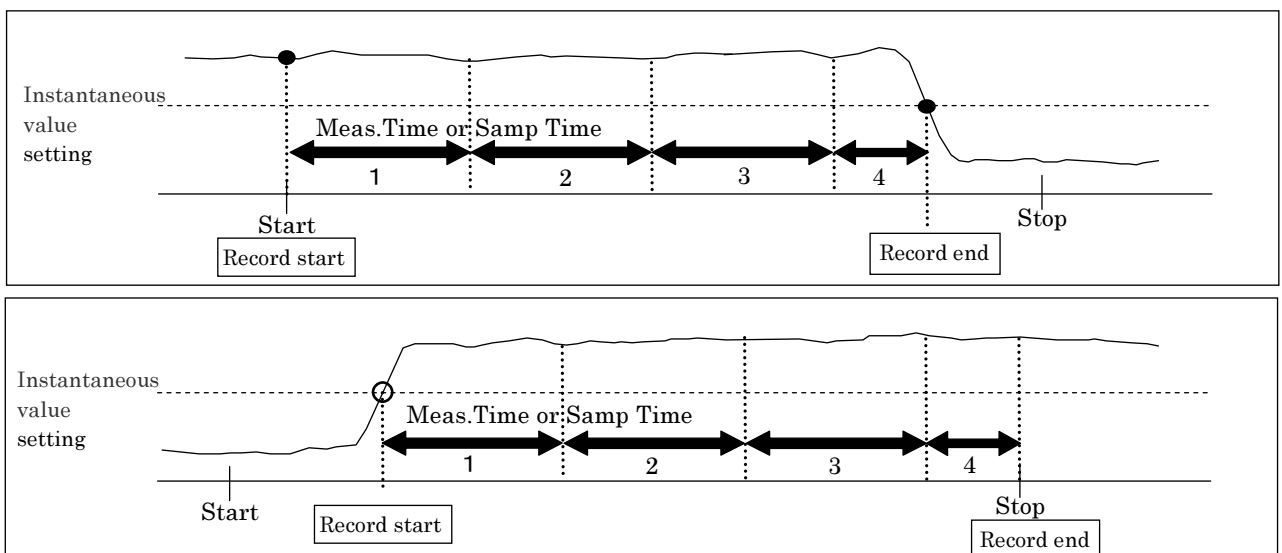 Instantaneous
value
setting
Meas.Time or Samp Time
1 2 3 4
Start
Stop
Record start
Record end
Instantaneous
value
setting
Meas.Time or Samp Time
1 2 3 4
Start
Stop
Record start
Record end